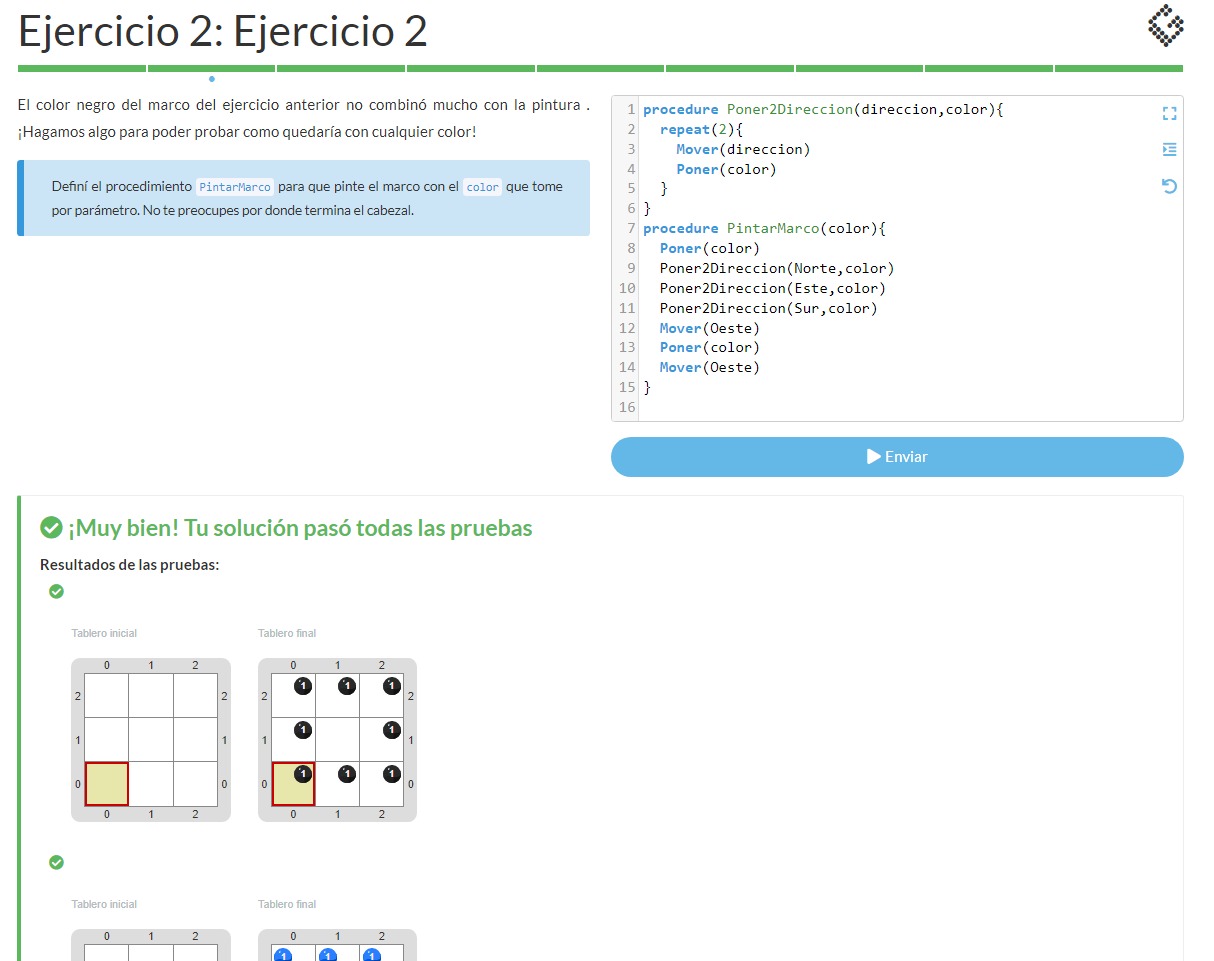 Ejercicio 2: Ejercicio 2
El color negro del marco del ejercicio anterior no combinó mucho con la pintura .
¡Hagamos algo para poder probar como quedaría con cualquier color!
Definí el procedimiento PintarMarco para que pinte el marco con el color que tome
por parámetro. No te preocupes por donde termina el cabezal.
1 procedure Poner2Direccion(direccion,color){
2 repeat(2){
3 Mover(direccion)
4 Poner(color)
5 }
6 }
7 procedure PintarMarco(color){
8 Poner(color)
9 Poner2Direccion(Norte,color)
10 Poner2Direccion(Este,color)
11 Poner2Direccion(Sur,color)
12 Mover(Oeste)
13 Poner(color)
14 Mover(Oeste)
15 }
16
Enviar
¡Muy bien! Tu solución pasó todas las pruebas
Resultados de las pruebas:
Tablero inicial Tablero final
0 1 2 0 1 2
2 2 2 1 1 1 2
1 1 1 1 1 1
0 0 0 1 1 1 0
0 1 2 0 1 2
Tablero inicial Tablero final
0 1 2 0 1 2
1 1 1